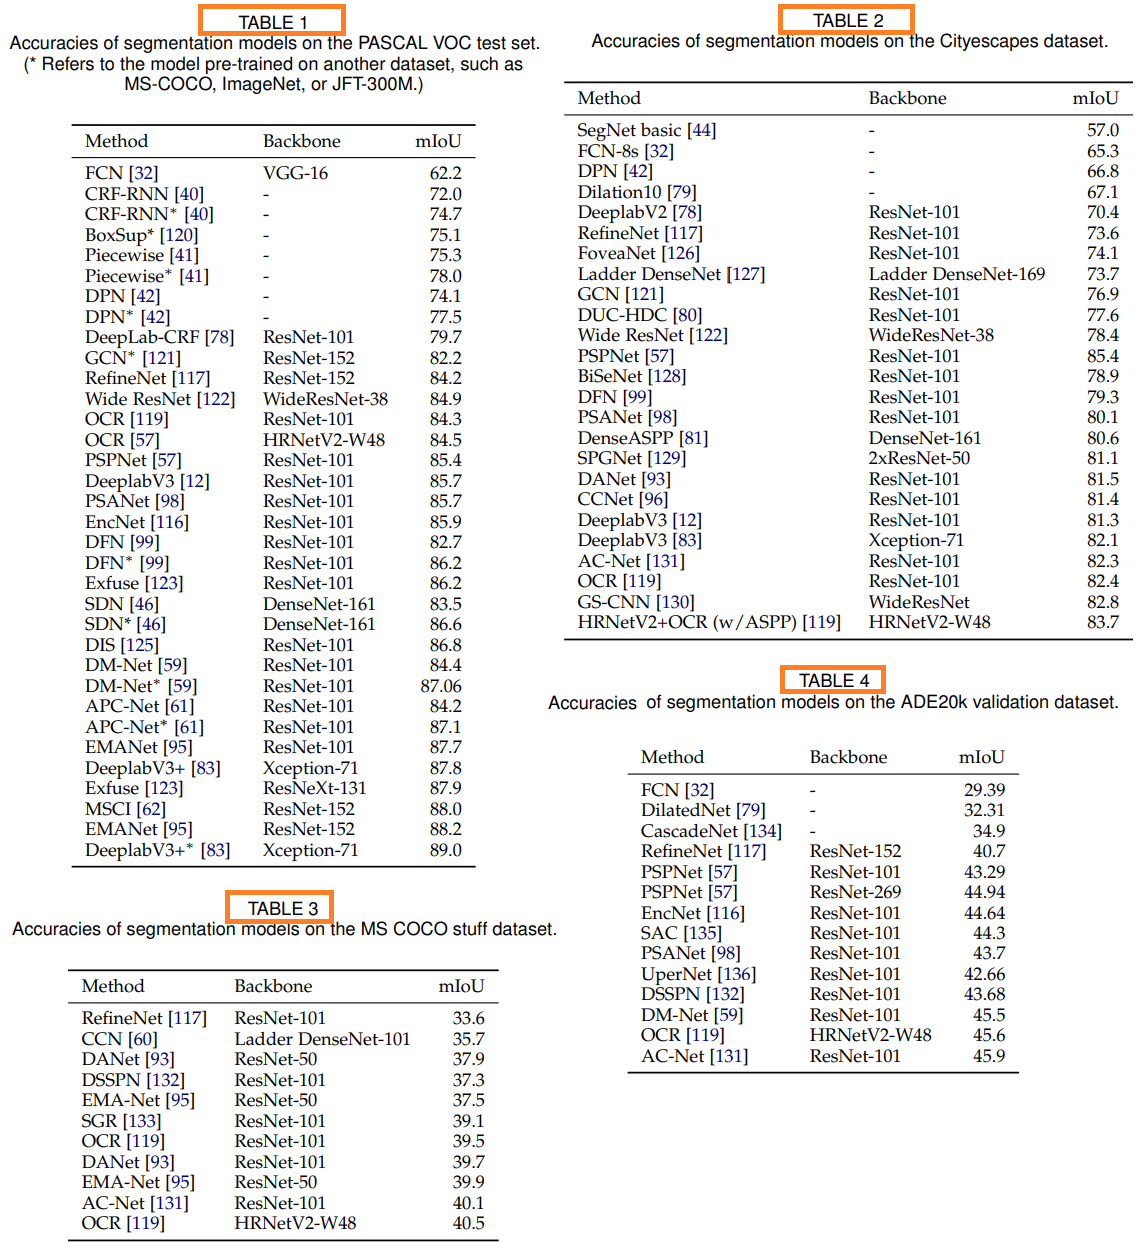 TABLE 1
Accuracies of segmentation models on the PASCAL VOC test set.
(* Refers to the model pre-trained on another dataset, such as
MS-COCO, ImageNet, or JFT-300M.)
Method Backbone mIoU
FCN [32] VGG-16 62.2
CRF-RNN [40] - 72.0
CRF-RNN* [40] - 74.7
BoxSup* [120] - 75.1
Piecewise [41] - 75.3
Piecewise* [41] - 78.0
DPN [42] - 74.1
DPN* [42] - 77.5
DeepLab-CRF [78] ResNet-101 79.7
GCN* [121] ResNet-152 82.2
RefineNet [117] ResNet-152 84.2
Wide ResNet [122] WideResNet-38 84.9
OCR [119] ResNet-101 84.3
OCR [57] HRNetV2-W48 84.5
PSPNet [57] ResNet-101 85.4
DeeplabV3 [12] ResNet-101 85.7
PSANet [98] ResNet-101 85.7
EncNet [116] ResNet-101 85.9
DFN [99] ResNet-101 82.7
DFN* [99] ResNet-101 86.2
Exfuse [123] ResNet-101 86.2
SDN [46] DenseNet-161 83.5
SDN* [46] DenseNet-161 86.6
DIS [125] ResNet-101 86.8
DM-Net [59] ResNet-101 84.4
DM-Net* [59] ResNet-101 87.06
APC-Net [61] ResNet-101 84.2
APC-Net* [61] ResNet-101 87.1
EMANet [95] ResNet-101 87.7
DeeplabV3+ [83] Xception-71 87.8
Exfuse [123] ResNeXt-131 87.9
MSCI [62] ResNet-152 88.0
EMANet [95] ResNet-152 88.2
DeeplabV3+* [83] Xception-71 89.0
TABLE 2
Accuracies of segmentation models on the Cityescapes dataset.
Method Backbone mIoU
SegNet basic [44] - 57.0
FCN-8s [32] - 65.3
DPN [42] - 66.8
Dilation10 [79] - 67.1
DeeplabV2 [78] ResNet-101 70.4
RefineNet [117] ResNet-101 73.6
FoveaNet [126] ResNet-101 74.1
Ladder DenseNet [127] Ladder DenseNet-169 73.7
GCN [121] ResNet-101 76.9
DUC-HDC [80] ResNet-101 77.6
Wide ResNet [122] WideResNet-38 78.4
PSPNet [57] ResNet-101 85.4
BiSeNet [128] ResNet-101 78.9
DFN [99] ResNet-101 79.3
PSANet [98] ResNet-101 80.1
DenseASPP [81] DenseNet-161 80.6
SPGNet [129] 2xResNet-50 81.1
DANet [93] ResNet-101 81.5
CCNet [96] ResNet-101 81.4
DeeplabV3 [12] ResNet-101 81.3
DeeplabV3 [83] Xception-71 82.1
AC-Net [131] ResNet-101 82.3
OCR [119] ResNet-101 82.4
GS-CNN [130] WideResNet 82.8
HRNetV2+OCR (w/ASPP) [119] HRNetV2-W48 83.7
TABLE 3
Accuracies of segmentation models on the MS COCO stuff dataset.
Method Backbone mIoU
RefineNet [117] ResNet-101 33.6
CCN [60] Ladder DenseNet-101 35.7
DANet [93] ResNet-50 37.9
DSSPN [132] ResNet-101 37.3
EMA-Net [95] ResNet-50 37.5
SGR [133] ResNet-101 39.1
OCR [119] ResNet-101 39.5
DANet [93] ResNet-101 39.7
EMA-Net [95] ResNet-50 39.9
AC-Net [131] ResNet-101 40.1
OCR [119] HRNetV2-W48 40.5
TABLE 4
Accuracies of segmentation models on the ADE20k validation dataset.
Method Backbone mIoU
FCN [32] - 29.39
DilatedNet [79] - 32.31
CascadeNet [134] - 34.9
RefineNet [117] ResNet-152 40.7
PSPNet [57] ResNet-101 43.29
PSPNet [57] ResNet-269 44.94
EncNet [116] ResNet-101 44.64
SAC [135] ResNet-101 44.3
PSANet [98] ResNet-101 43.7
UperNet [136] ResNet-101 42.66
DSSPN [132] ResNet-101 43.68
DM-Net [59] ResNet-101 45.5
OCR [119] HRNetV2-W48 45.6
AC-Net [131] ResNet-101 45.9